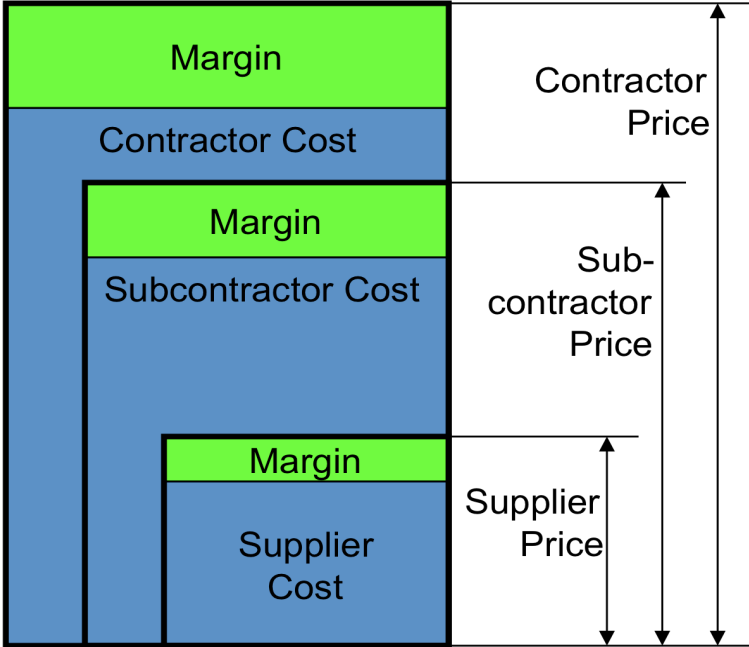 Margin
Contractor
Price
Contractor Cost
Margin
Sub-
contractor
Price
Subcontractor Cost
Margin
Supplier
Price
Supplier
Cost